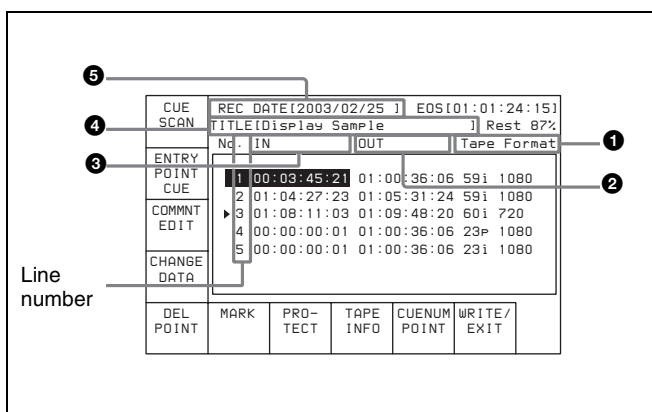 ❺
❹
❸
❶
❷
Line
number
CUE
SCAN
ENTRY
POINT
CUE
COMMNT
EDIT
CHANGE
DATA
DEL
POINT
REC DATE[2003/02/25 ] EOS[01:01:24:15]
TITLE[Display Sample ] Rest 87%
No. IN OUT Tape Format
1 00:03:45:21 01:00:36:06 59i 1080
2 01:04:27:23 01:05:31:24 59i 1080
▶3 01:08:11:03 01:09:48:20 60i 720
4 00:00:00:01 01:00:36:06 23P 1080
5 00:00:00:01 01:00:36:06 23i 1080
MARK
PRO-
TECT
TAPE
INFO
CUENUM
POINT
WRITE/
EXIT